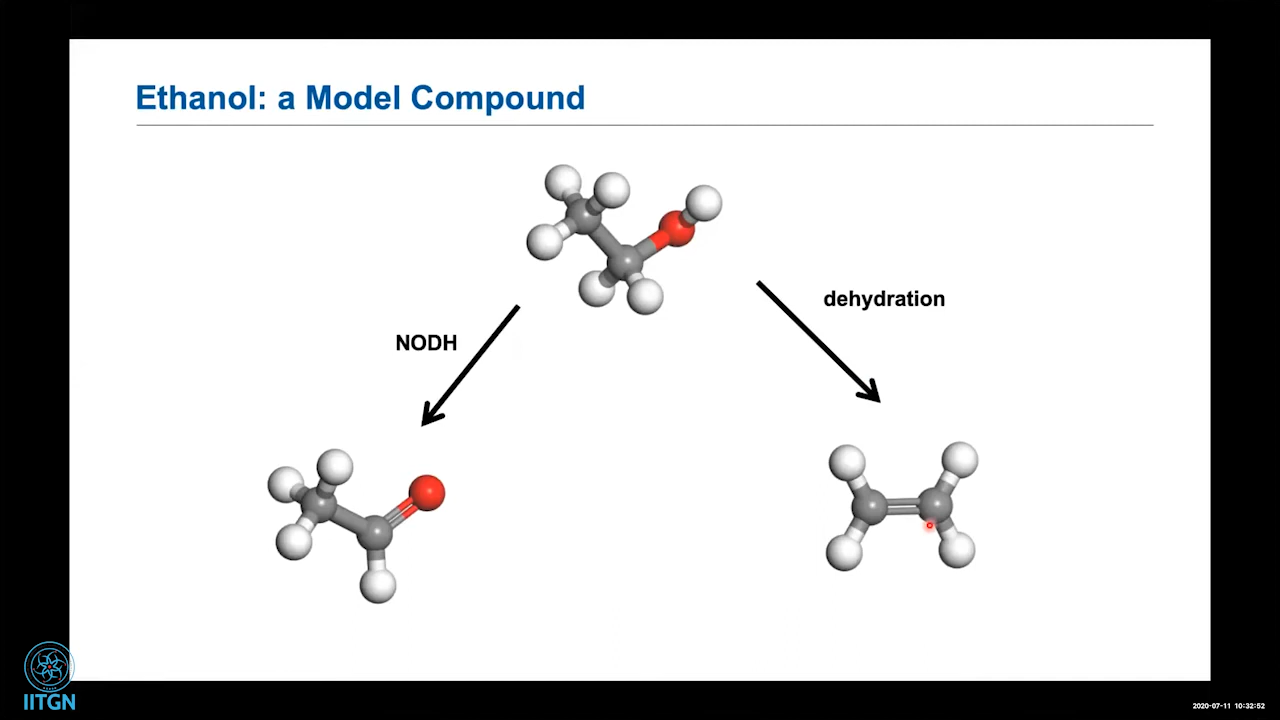 Ethanol: a Model Compound
dehydration
NODH
IITGN
2020-07-11 10:32:52